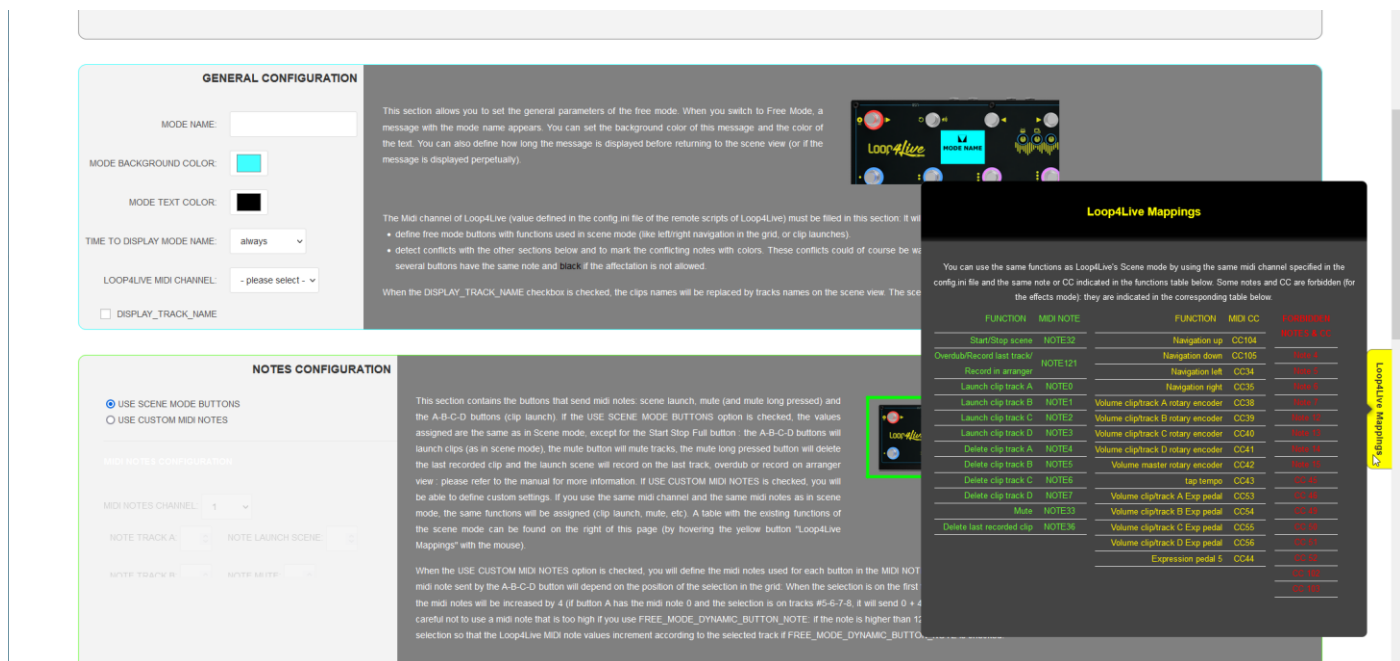 GENERAL CONFIGURATION
MODE NAME:
MODE BACKGROUND COLOR:
MODE TEXT COLOR:
TIME TO DISPLAY MODE NAME: always
LOOP4LIVE MIDI CHANNEL: - please select -
DISPLAY_TRACK_NAME
This section allows you to set the general parameters of the free mode. When you switch to Free Mode, a
message with the mode name appears. You can set the background color of this message and the color of
the text. You can also define how long the message is displayed before returning to the scene view (or if the
message is displayed perpetually).
Loop4Live
MODE NAME
The Midi channel of Loop4Live (value defined in the config.ini file of the remote scripts of Loop4Live) must be filled in this section: It wil
• define free mode buttons with functions used in scene mode (like left/right navigation in the grid, or clip launches).
• detect conflicts with the other sections below and to mark the conflicting notes with colors. These conflicts could of course be wa
several buttons have the same note and black if the affectation is not allowed.
When the DISPLAY_TRACK_NAME checkbox is checked, the clips names will be replaced by tracks names on the scene view. The sce
NOTES CONFIGURATION
USE SCENE MODE BUTTONS
USE CUSTOM MIDI NOTES
MIDI NOTES CONFIGURATION
MIDI NOTES CHANNEL: 1
NOTE TRACK A: NOTE LAUNCH SCENE:
NOTE TRACK B: NOTE MUTE:
This section contains the buttons that send midi notes: scene launch, mute (and mute long pressed) and
the A-B-C-D buttons (clip launch). If the USE SCENE MODE BUTTONS option is checked, the values
assigned are the same as in Scene mode, except for the Start Stop Full button : the A-B-C-D buttons will
launch clips (as in scene mode), the mute button will mute tracks, the mute long pressed button will delete
the last recorded clip and the launch scene will record on the last track, overdub or record on arranger
view : please refer to the manual for more information. If USE CUSTOM MIDI NOTES is checked, you will
be able to define custom settings. If you use the same midi channel and the same midi notes as in scene
mode, the same functions will be assigned (clip launch, mute, etc). A table with the existing functions of
the scene mode can be found on the right of this page (by hovering the yellow button "Loop4Live
Mappings" with the mouse).
When the USE CUSTOM MIDI NOTES option is checked, you will define the midi notes used for each button in the MIDI NOT
midi note sent by the A-B-C-D button will depend on the position of the selection in the grid. When the selection is on the first
the midi notes will be increased by 4 (if button A has the midi note 0 and the selection is on tracks #5-6-7-8, it will send 0 + 4
careful not to use a midi note that is too high if you use FREE_MODE_DYNAMIC_BUTTON_NOTE: if the note is higher than 12
selection so that the Loop4Live MIDI note values increment according to the selected track if FREE_MODE_DYNAMIC_BUTTON_NOTE is checked.
Loop4Live Mappings
You can use the same functions as Loop4Live's Scene mode by using the same midi channel specified in the
config.ini file and the same note or CC indicated in the functions table below. Some notes and CC are forbidden (for
the effects mode): they are indicated in the corresponding table below.
FUNCTION MIDI NOTE
Start/Stop scene NOTE32
Overdub/Record last track/
Record in arranger NOTE121
Launch clip track A NOTE0
Launch clip track B NOTE1
Launch clip track C NOTE2
Launch clip track D NOTE3
Delete clip track A NOTE4
Delete clip track B NOTE5
Delete clip track C NOTE6
Delete clip track D NOTE7
Mute NOTE33
Delete last recorded clip NOTE36
FUNCTION MIDI CC
Navigation up CC104
Navigation down CC105
Navigation left CC34
Navigation right CC35
Volume clip/track A rotary encoder CC38
Volume clip/track B rotary encoder CC39
Volume clip/track C rotary encoder CC40
Volume clip/track D rotary encoder CC41
Volume master rotary encoder CC42
tap tempo CC43
Volume clip/track A Exp pedal CC53
Volume clip/track B Exp pedal CC54
Volume clip/track C Exp pedal CC55
Volume clip/track D Exp pedal CC56
Expression pedal 5 CC44
FORBIDDEN
NOTES & CC
Loop4Live Mappings